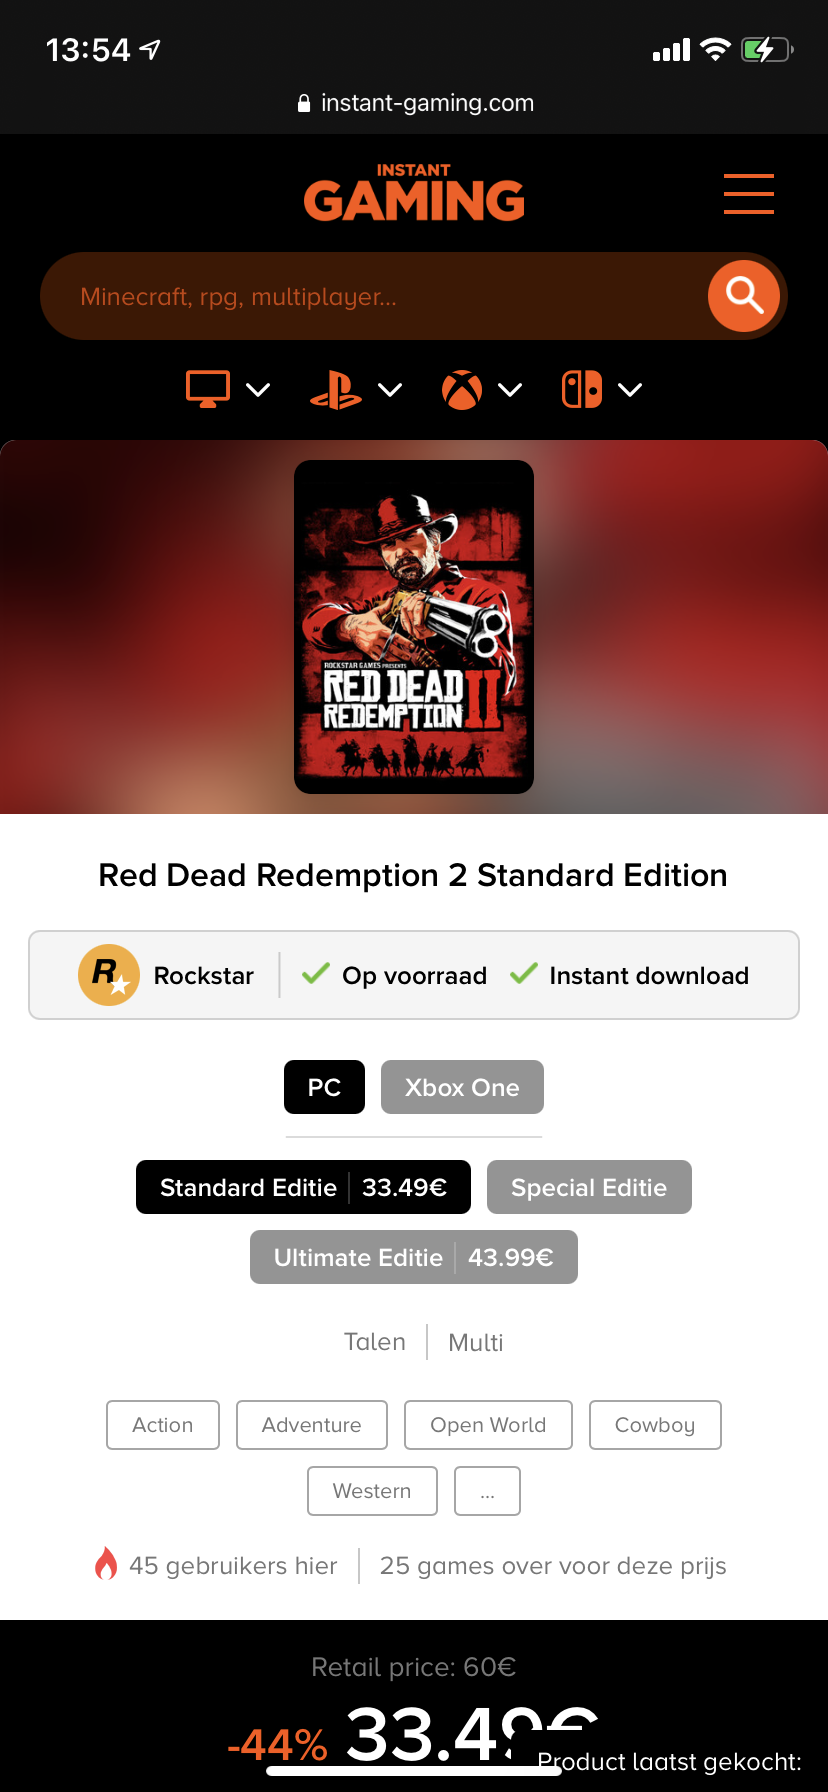 13:54
instant-gaming.com
INSTANT
GAMING
Minecraft, rpg, multiplayer...
ROCKSTAR GAMES PRESENTS
RED DEAD
REDEMPTION II
Red Dead Redemption 2 Standard Edition
R Rockstar Op voorraad Instant download
PC Xbox One
Standard Editie 33.49€ Special Editie
Ultimate Editie 43.99€
Talen Multi
Action Adventure Open World Cowboy
Western ...
45 gebruikers hier 25 games over voor deze prijs
Retail price: 60€
-44% 33.49€
Product laatst gekocht: